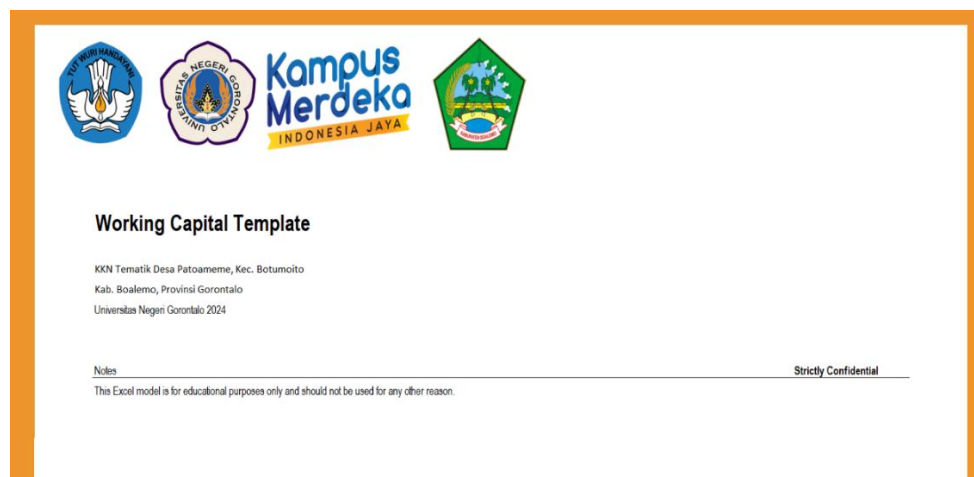 TUT WURI HANDAYANI
UNIVERSITAS NEGERI GORONTALO
Kampus
Merdeka
INDONESIA JAYA
KABUPATEN BOALEMO
Working Capital Template
KKN Tematik Desa Patoameme, Kec. Botumoito
Kab. Boalemo, Provinsi Gorontalo
Universitas Negeri Gorontalo 2024
Notes Strictly Confidential
This Excel model is for educational purposes only and should not be used for any other reason.